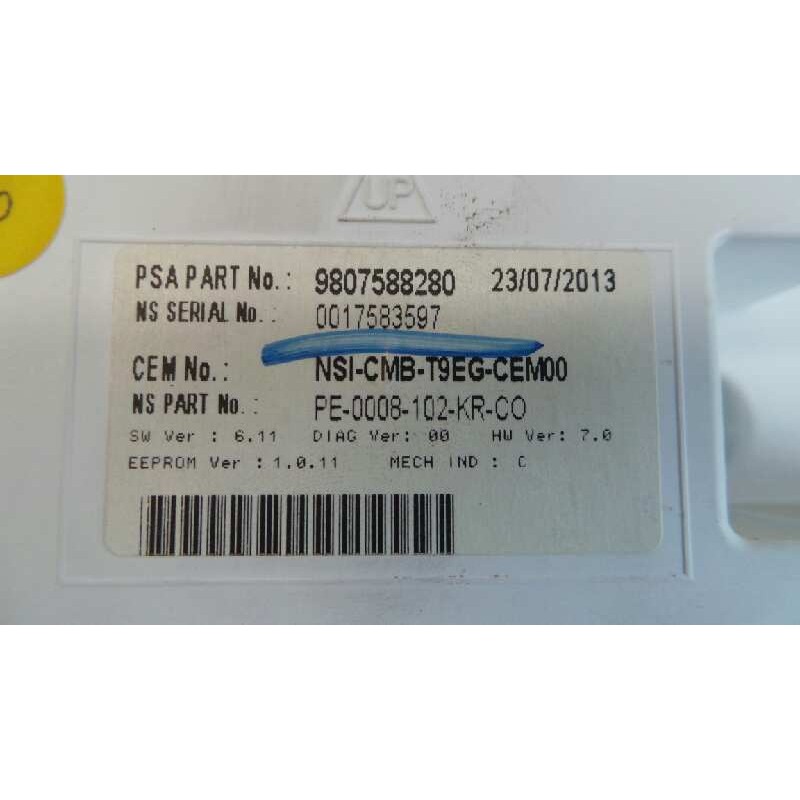 UP
PSA PART No.: 9807588280 23/07/2013
NS SERIAL No. : 0017583597
CEM No.: NSI-CMB-T9EG-CEM00
NS PART No. : PE-0008-102-KR-CO
SW Ver : 6.11 DIAG Ver: 00 HW Ver: 7.0
EEPROM Ver : 1.0.11 MECH IND : C